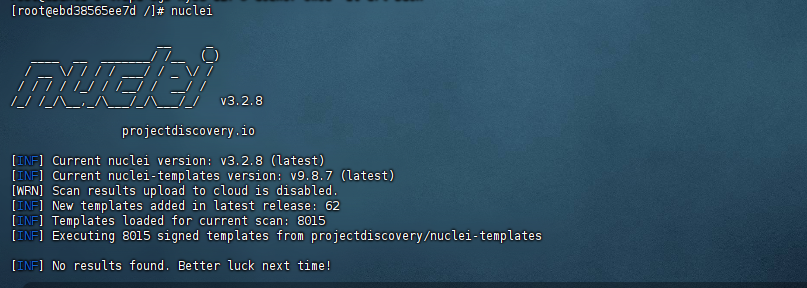 [root@ebd38565ee7d /]# nuclei
nuclei v3.2.8
projectdiscovery.io
[INF] Current nuclei version: v3.2.8 (latest)
[INF] Current nuclei-templates version: v9.8.7 (latest)
[WRN] Scan results upload to cloud is disabled.
[INF] New templates added in latest release: 62
[INF] Templates loaded for current scan: 8015
[INF] Executing 8015 signed templates from projectdiscovery/nuclei-templates
[INF] No results found. Better luck next time!